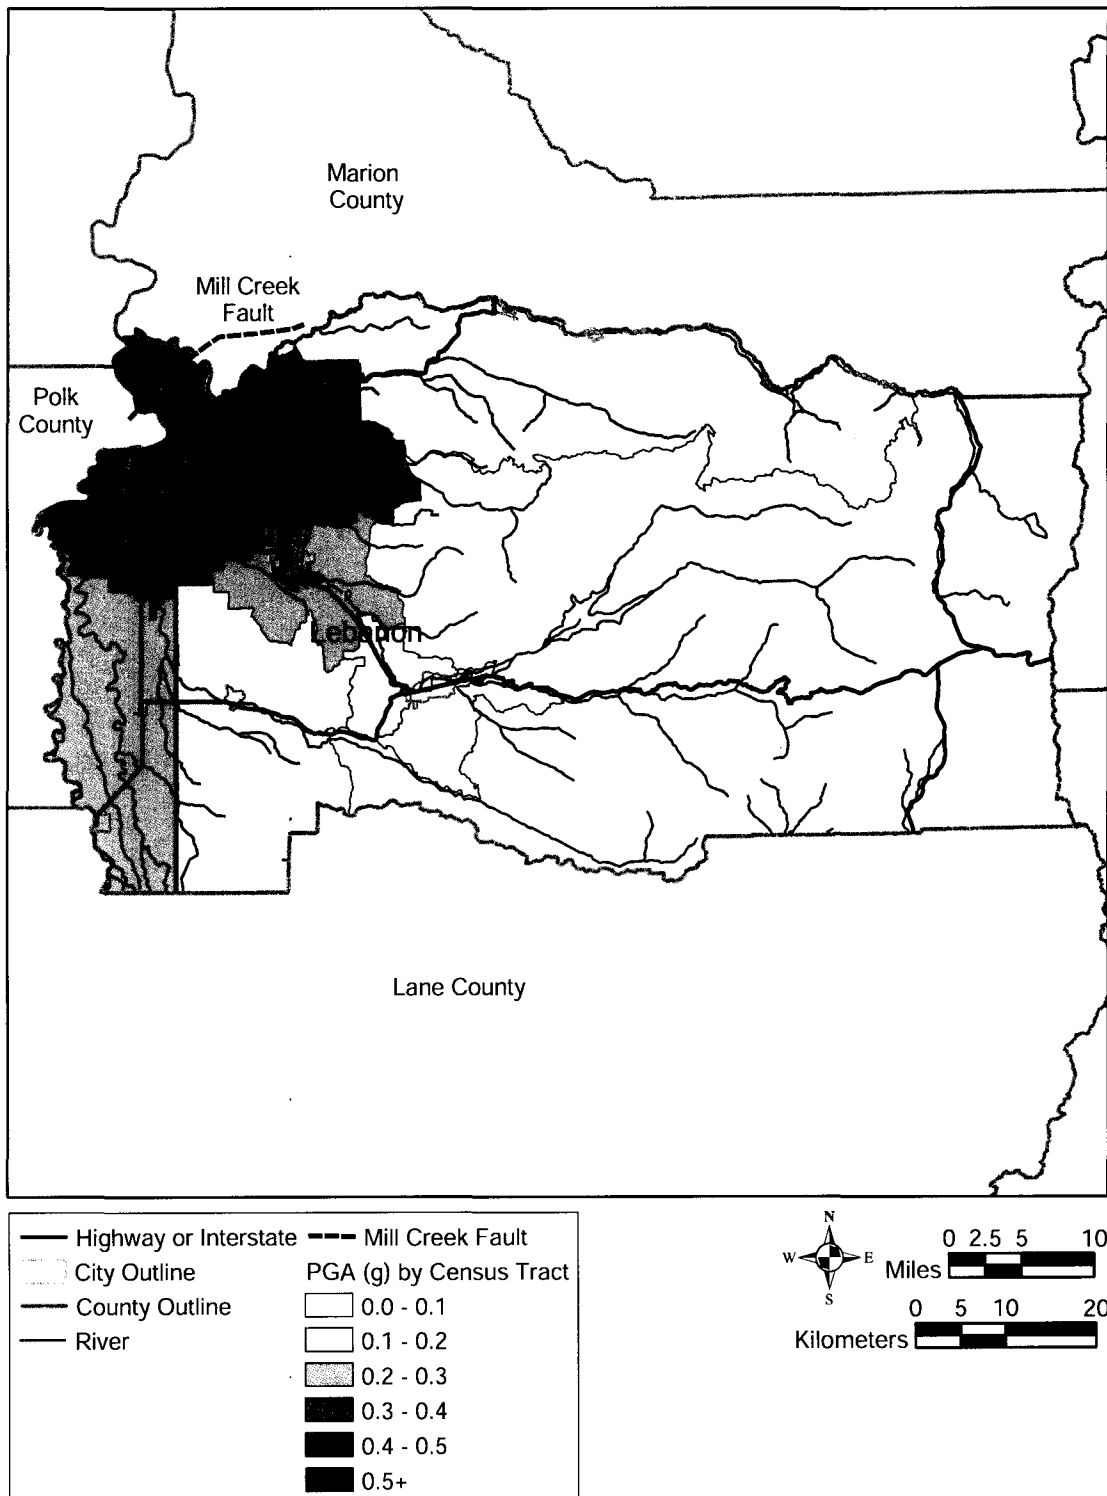 Marion
County
Mill Creek
Fault
Polk
County
Lebanon
Lane County
Highway or Interstate
Mill Creek Fault
City Outline
PGA (g) by Census Tract
County Outline
0.0 - 0.1
River
0.1 - 0.2
0.2 - 0.3
0.3 - 0.4
0.4 - 0.5
0.5+
N
W
E
S
0 2.5 5 10
Miles
0 5 10 20
Kilometers